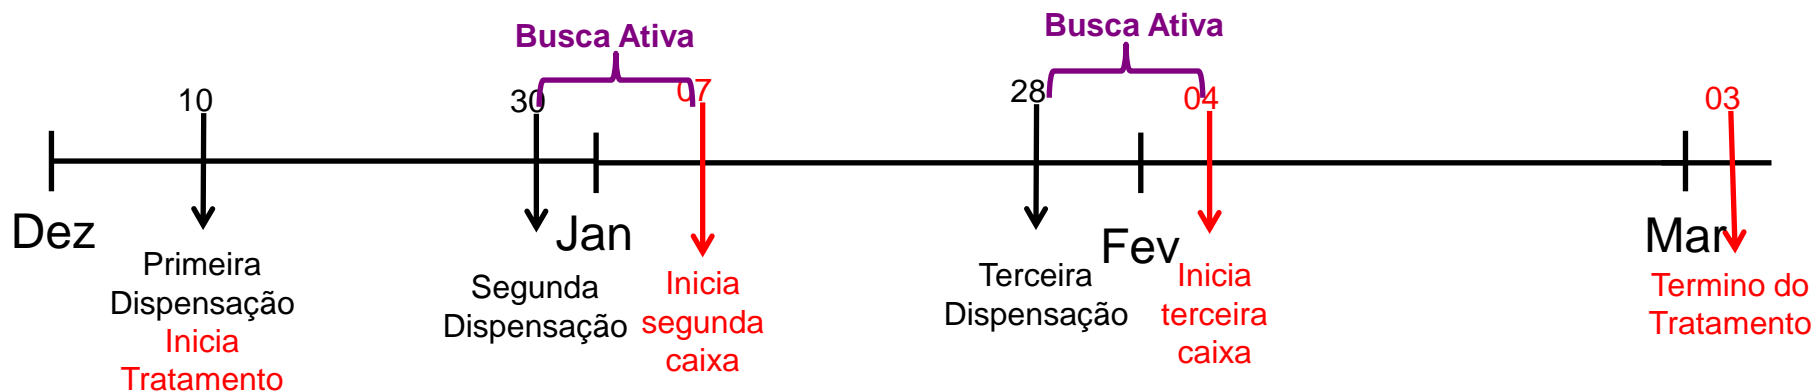 Busca Ativa
Busca Ativa
10
30
07
28
04
03
Dez
Jan
Fev
Mar
Primeira
Dispensação
Inicia
Tratamento
Segunda
Dispensação
Inicia
segunda
caixa
Terceira
Dispensação
Inicia
terceira
caixa
Termino do
Tratamento